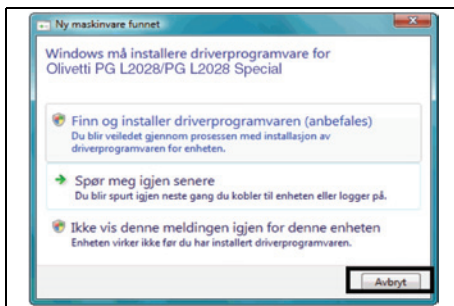 Ny maskinvare funnet
Windows må installere driverprogramvare for
Olivetti PG L2028/PG L2028 Special
Finn og installer driverprogramvaren (anbefales)
Du blir veiledet gjennom prosessen med installasjon av
driverprogramvaren for enheten.
Spør meg igjen senere
Du blir spurt igjen neste gang du kobler til enheten eller logger på.
Ikke vis denne meldingen igjen for denne enheten
Enheten virker ikke før du har installert driverprogramvaren.
Avbryt